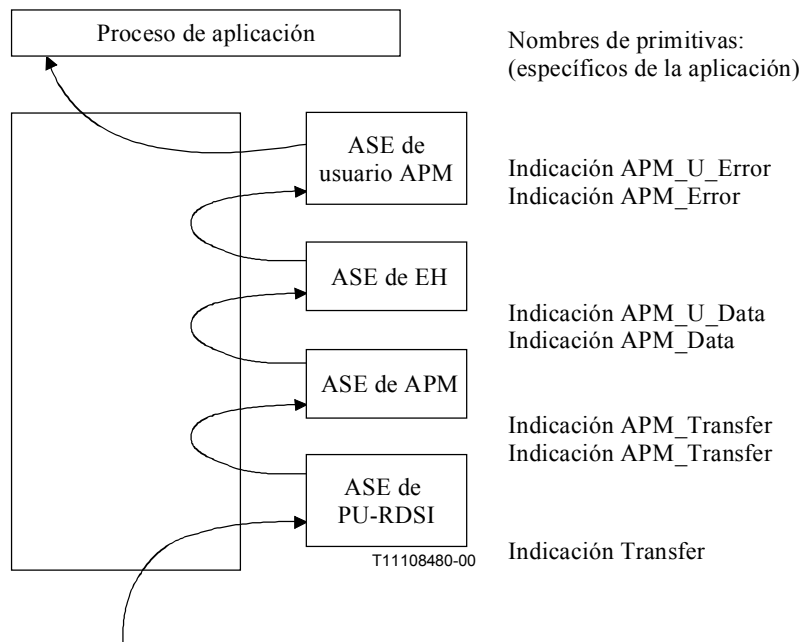 Proceso de aplicación
Nombres de primitivas:
(específicos de la aplicación)
ASE de
usuario APM
Indicación APM_U_Error
Indicación APM_Error
ASE de EH
Indicación APM_U_Data
Indicación APM_Data
ASE de APM
Indicación APM_Transfer
Indicación APM_Transfer
ASE de
PU-RDSI
T11108480-00
Indicación Transfer